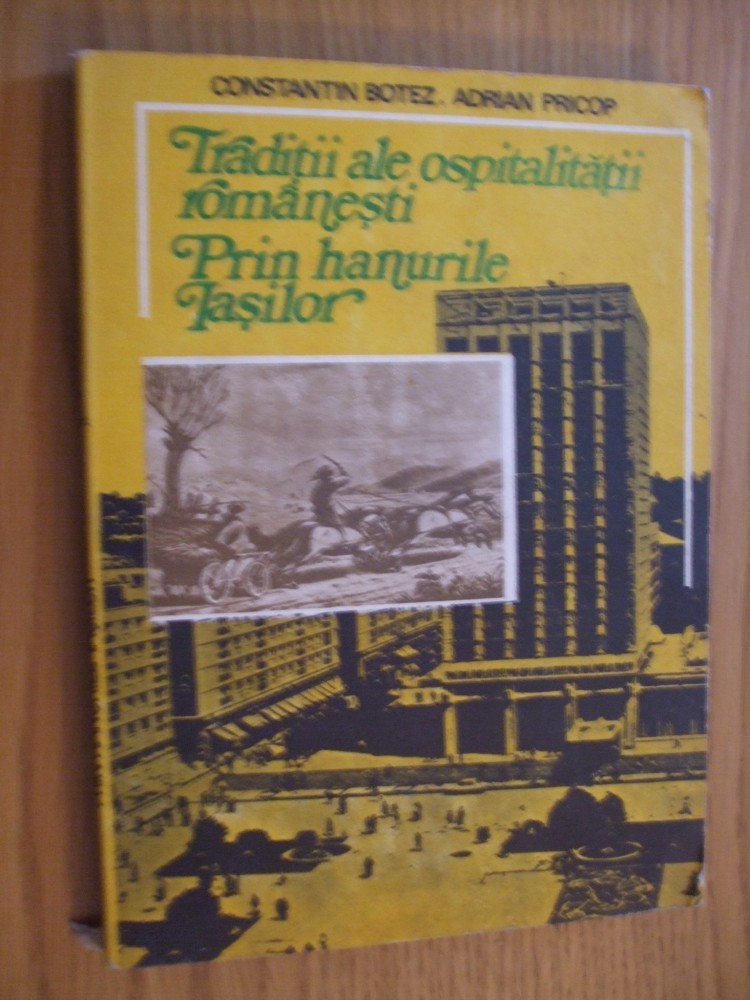 CONSTANTIN BOTEZ, ADRIAN PRICOP
Tradiții ale ospitalității
românești
Prin hanurile
Iașilor